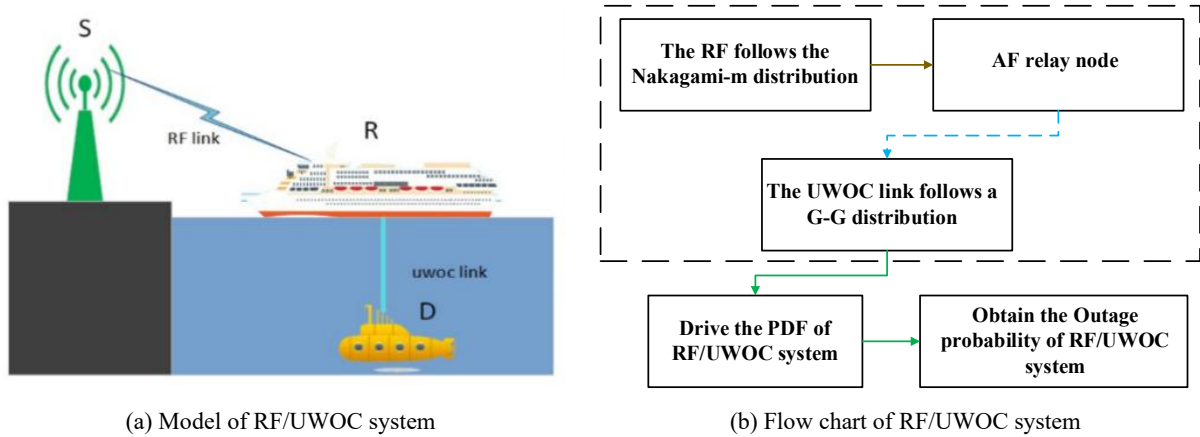 S
RF link
R
uwoc link
D
(a) Model of RF/UWOC system
The RF follows the
Nakagami-m distribution
AF relay node
The UWOC link follows a
G-G distribution
Drive the PDF of
RF/UWOC system
Obtain the Outage
probability of RF/UWOC
system
(b) Flow chart of RF/UWOC system